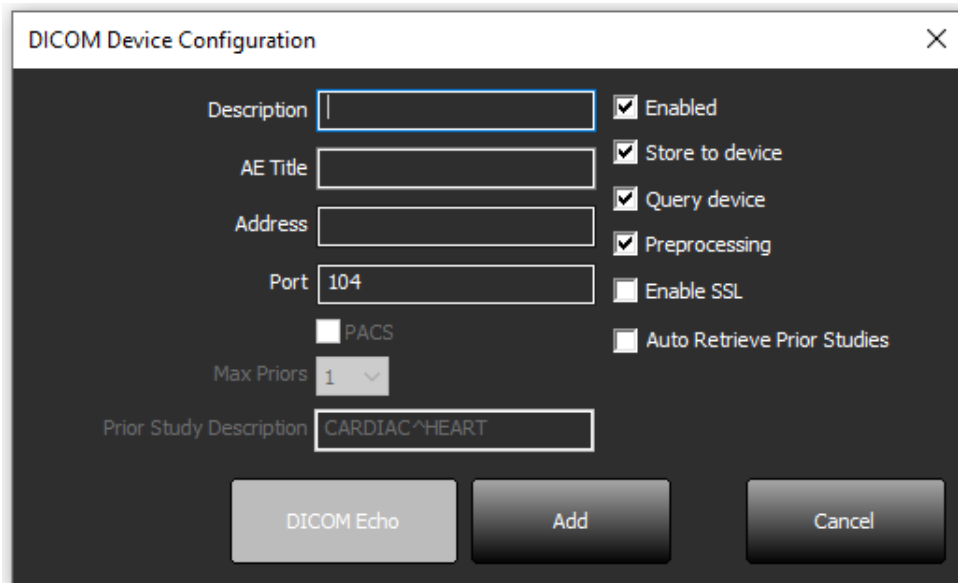 DICOM Device Configuration
Description
Enabled
AE Title
Store to device
Address
Query device
Preprocessing
Port 104
Enable SSL
PACS
Auto Retrieve Prior Studies
Max Priors 1
Prior Study Description CARDIAC^HEART
DICOM Echo Add Cancel